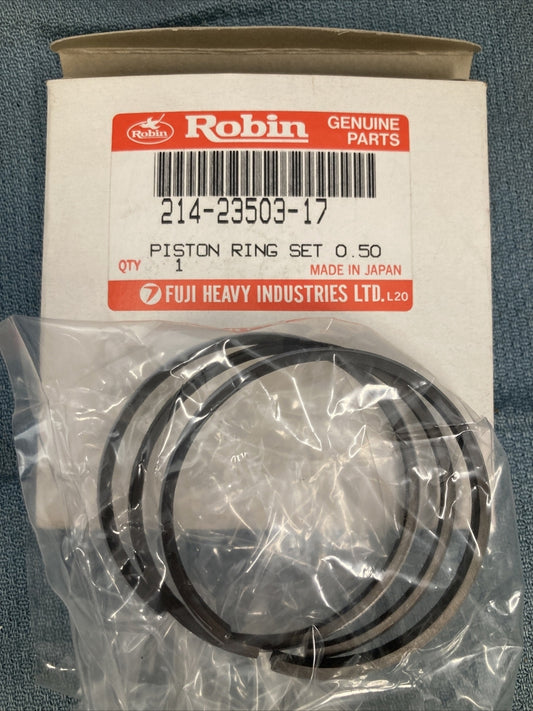 Robin Robin GENUINE PARTS
214-23503-17
PISTON RING SET 0.50
QTY 1 MADE IN JAPAN
FUJI HEAVY INDUSTRIES LTD. L20